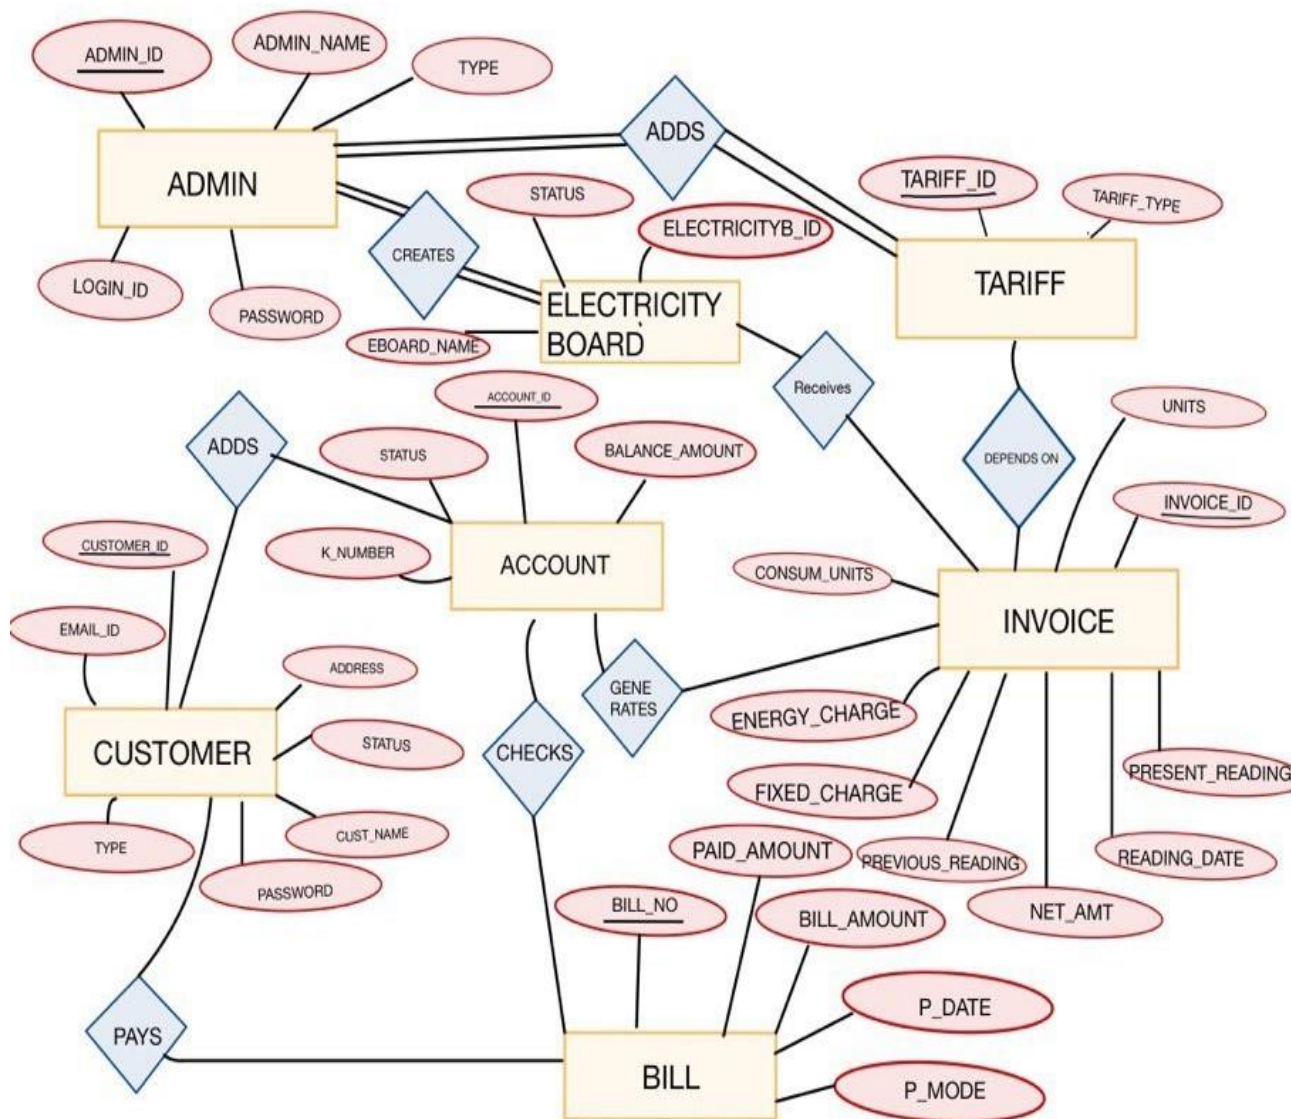 ADMIN_ID
ADMIN_NAME
TYPE
ADMIN
ADDS
LOGIN_ID
PASSWORD
CREATES
STATUS
ELECTRICITYB_ID
TARIFF_ID
TARIFF_TYPE
TARIFF
ELECTRICITY
BOARD
EBOARD_NAME
Receives
ADDS
ACCOUNT_ID
STATUS
BALANCE_AMOUNT
DEPENDS ON
UNITS
INVOICE_ID
CUSTOMER_ID
K_NUMBER
ACCOUNT
CONSUM_UNITS
INVOICE
EMAIL_ID
ADDRESS
GENE
RATES
ENERGY_CHARGE
CUSTOMER
STATUS
CHECKS
FIXED_CHARGE
PRESENT_READING
TYPE
CUST_NAME
PASSWORD
PAID_AMOUNT
PREVIOUS_READING
READING_DATE
BILL_NO
BILL_AMOUNT
NET_AMT
PAYS
P_DATE
BILL
P_MODE